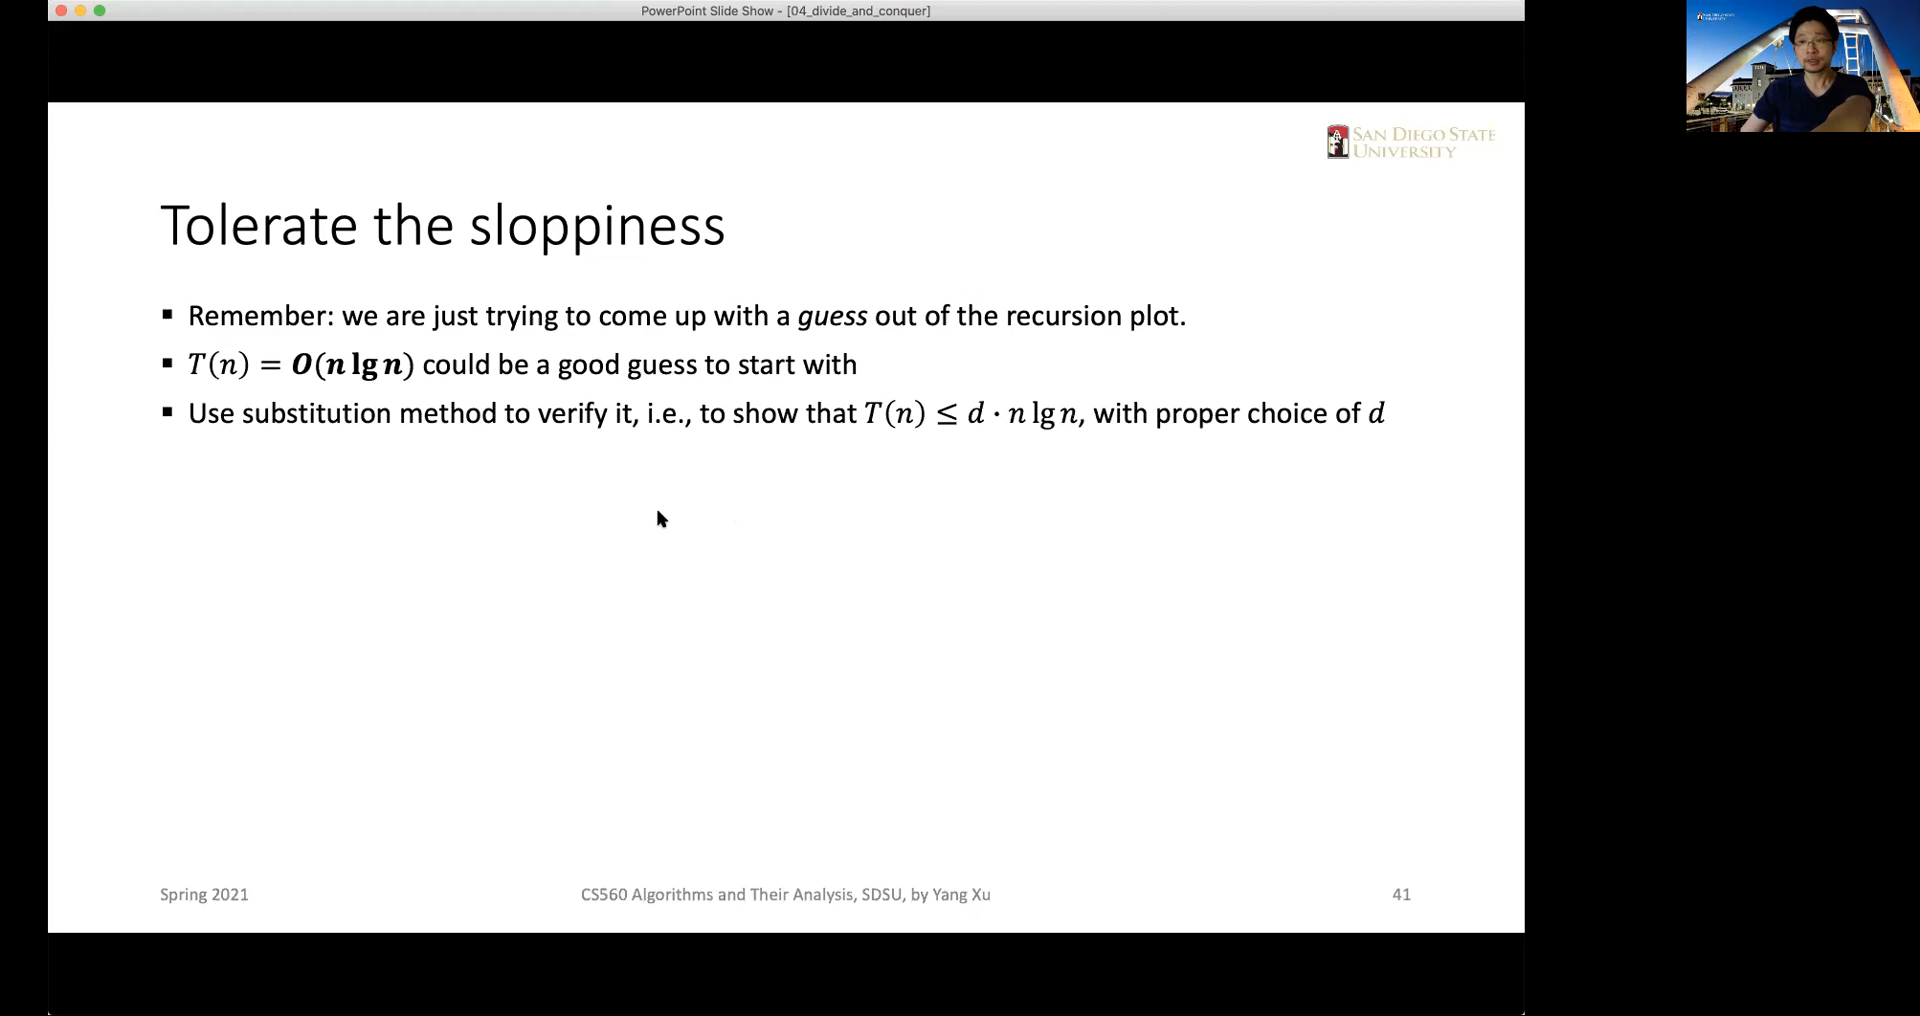 PowerPoint Slide Show - [04_divide_and_conquer]
SAN DIEGO STATE
UNIVERSITY
Tolerate the sloppiness
▪ Remember: we are just trying to come up with a guess out of the recursion plot.
▪ T(n) = O(n lg n) could be a good guess to start with
▪ Use substitution method to verify it, i.e., to show that T(n) ≤ d · n lg n, with proper choice of d
Spring 2021
CS560 Algorithms and Their Analysis, SDSU, by Yang Xu
41